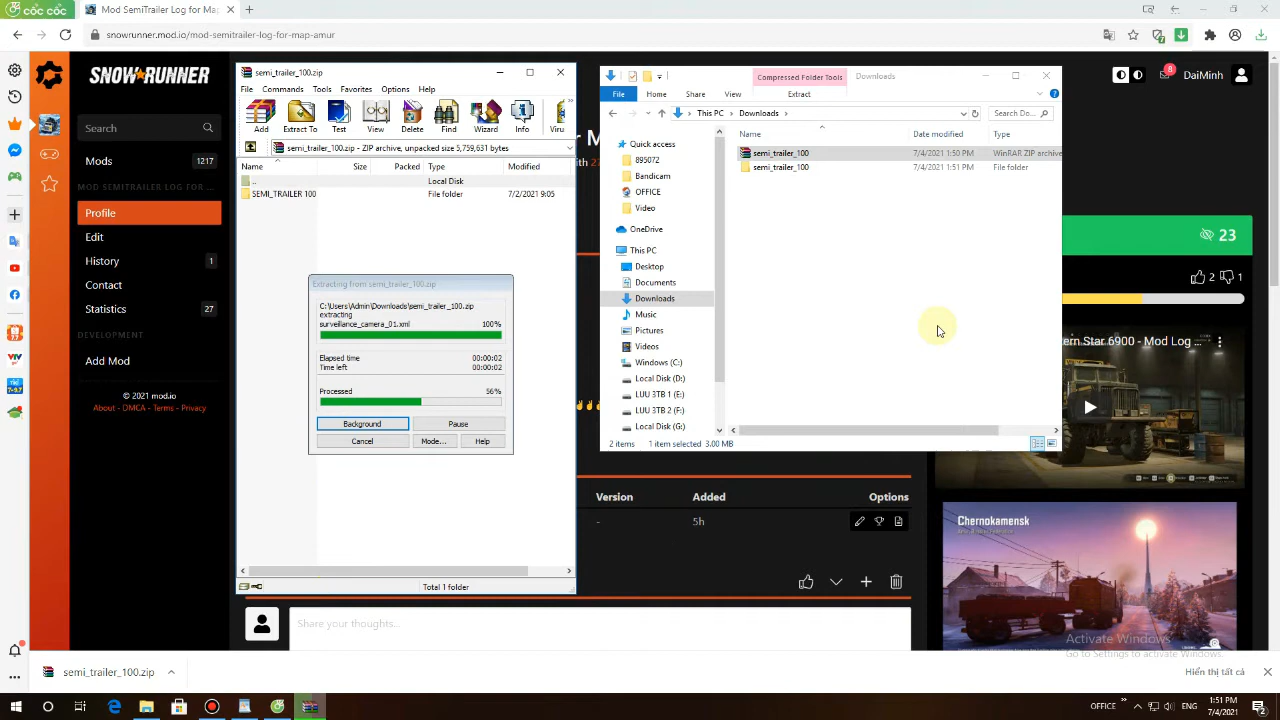 cốc cốc
Mod SemiTrailer Log for Map
snowrunner.mod.io/mod-semitrailer-log-for-map-amur
SNOWRUNNER
Search
Mods
1217
MOD SEMITRAILER LOG FOR
Profile
Edit
History
1
Contact
Statistics
27
DEVELOPMENT
Add Mod
© 2021 mod.io
About - DMCA - Terms - Privacy
semi_trailer_100.zip
File Commands Tools Favorites Options Help
Add
Extract To
Test
View
Delete
Find
Wizard
Info
Viru
semi_trailer_100.zip - ZIP archive, unpacked size 5,759,631 bytes
Name
Size
Packed
Type
Modified
..
Local Disk
SEMI_TRAILER 100
File folder
7/2/2021 9:05
Extracting from semi_trailer_100.zip
C:\Users\Admin\Downloads\semi_trailer_100.zip
extracting
surveillance_camera_01.xml
100%
Elapsed time
00:00:02
Time left
00:00:02
Processed
56%
Background
Pause
Cancel
Mode...
Help
Total 1 folder
Compressed Folder Tools
Downloads
File
Home
Share
View
Extract
This PC
Downloads
Search Do...
Quick access
895072
Bandicam
OFFICE
Video
OneDrive
This PC
Desktop
Documents
Downloads
Music
Pictures
Videos
Windows (C:)
Local Disk (D:)
LUU 3TB 1 (E:)
LUU 3TB 2 (F:)
Local Disk (G:)
Name
Date modified
Type
semi_trailer_100
7/4/2021 1:50 PM
WinRAR ZIP archive
semi_trailer_100
7/4/2021 1:51 PM
File folder
2 items
1 item selected 3.00 MB
8
DaiMinh
23
2
1
tern Star 6900 - Mod Log ...
with 27
Version
Added
Options
-
5h
Chernokamensk
Share your thoughts...
Activate Windows
Go to Settings to activate Windows.
semi_trailer_100.zip
Hiển thị tất cả
OFFICE
ENG
1:51 PM
7/4/2021
2